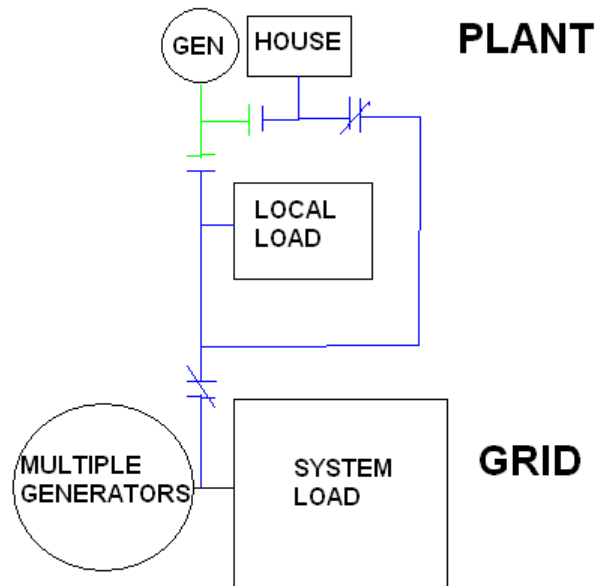 GEN
HOUSE
PLANT
LOCAL
LOAD
MULTIPLE
GENERATORS
SYSTEM
LOAD
GRID